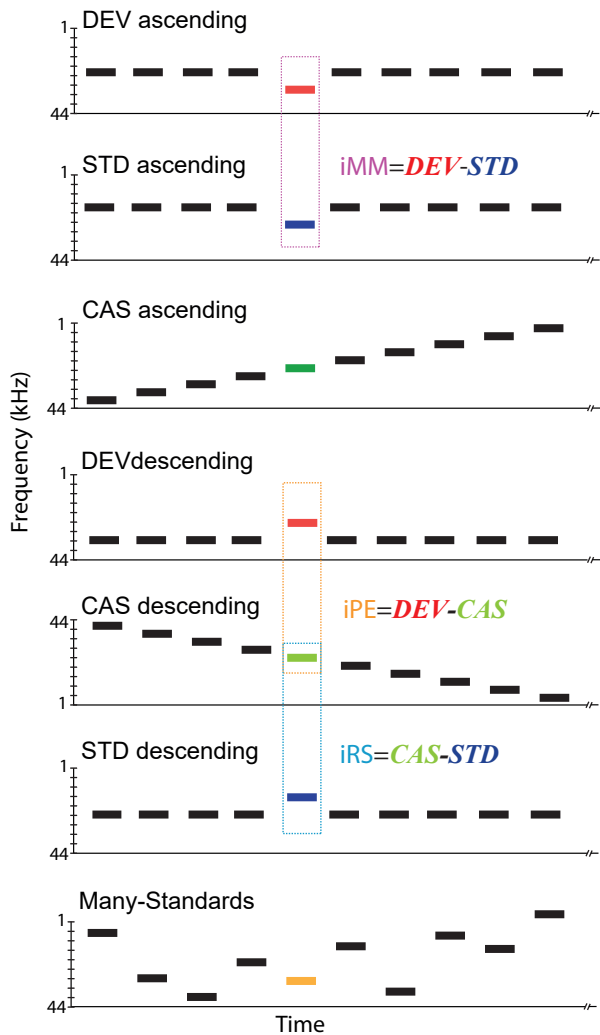 DEV ascending
1
44
STD ascending
iMM=DEV-STD
1
44
CAS ascending
1
44
Frequency (kHz)
DEVdescending
1
44
CAS descending
iPE=DEV-CAS
44
1
STD descending
iRS=CAS-STD
1
44
Many-Standards
1
44
Time